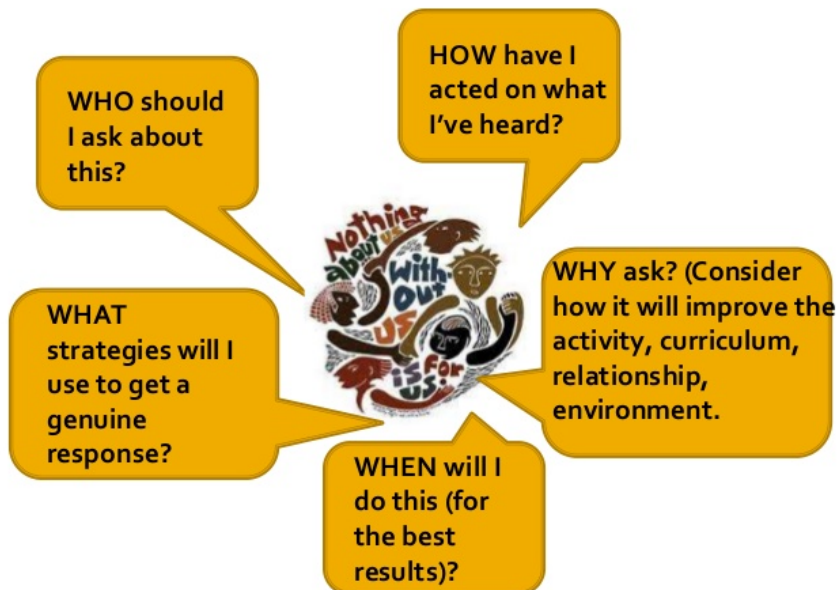 WHO should
I ask about
this?
HOW have I
acted on what
I've heard?
Nothing
about us
with-
out
us
is for
us.
WHAT
strategies will I
use to get a
genuine
response?
WHY ask? (Consider
how it will improve the
activity, curriculum,
relationship,
environment.
WHEN will I
do this (for
the best
results)?